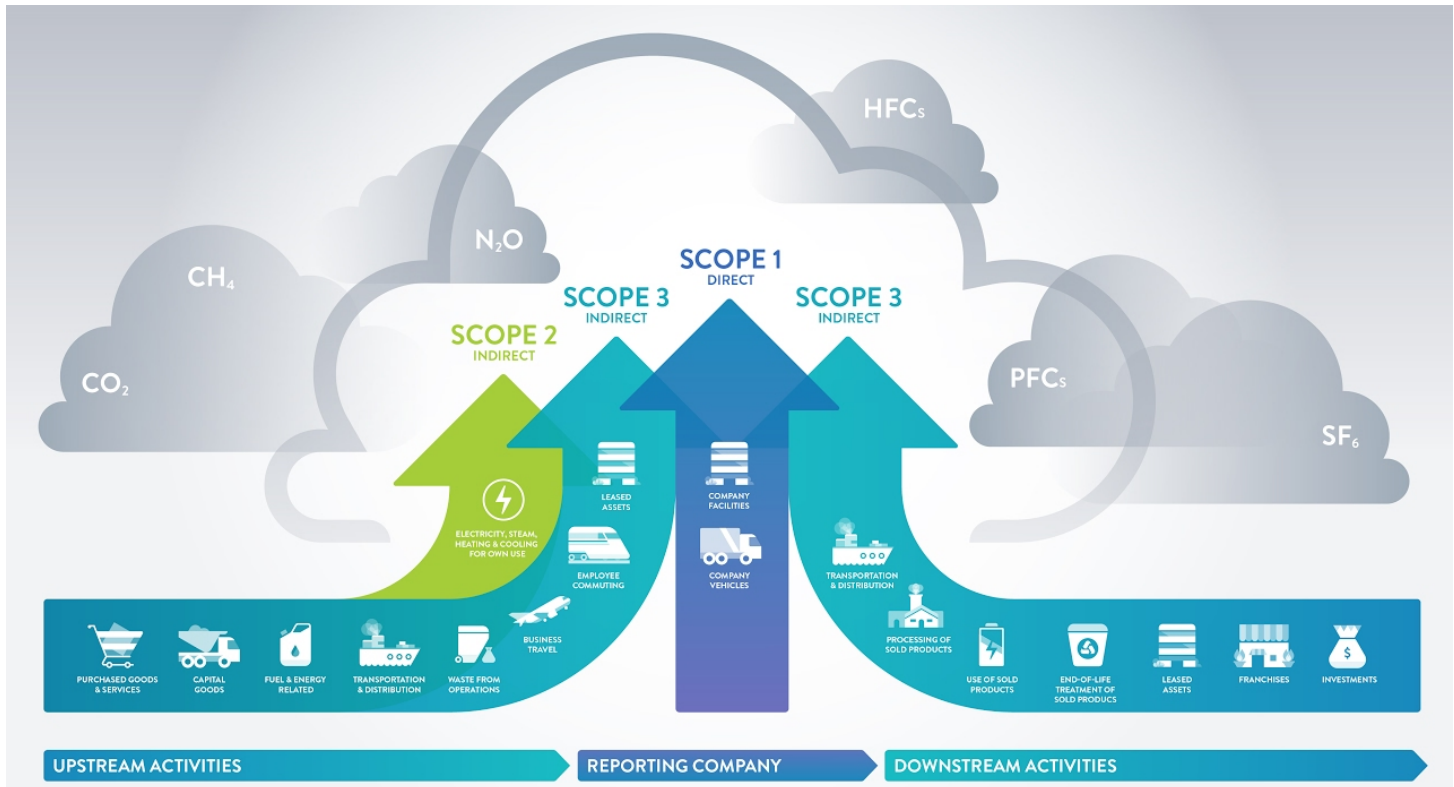 HFCs
N₂O
CH₄
CO₂
PFCs
SF₆
SCOPE 1
DIRECT
SCOPE 3
INDIRECT
SCOPE 3
INDIRECT
SCOPE 2
INDIRECT
ELECTRICITY, STEAM,
HEATING & COOLING
FOR OWN USE
LEASED
ASSETS
EMPLOYEE
COMMUTING
BUSINESS
TRAVEL
COMPANY
FACILITIES
COMPANY
VEHICLES
TRANSPORTATION
& DISTRIBUTION
PROCESSING OF
SOLD PRODUCTS
PURCHASED GOODS
& SERVICES
CAPITAL
GOODS
FUEL & ENERGY
RELATED
TRANSPORTATION
& DISTRIBUTION
WASTE FROM
OPERATIONS
USE OF SOLD
PRODUCTS
END-OF-LIFE
TREATMENT OF
SOLD PRODUCS
LEASED
ASSETS
FRANCHISES
$
INVESTMENTS
UPSTREAM ACTIVITIES
REPORTING COMPANY
DOWNSTREAM ACTIVITIES